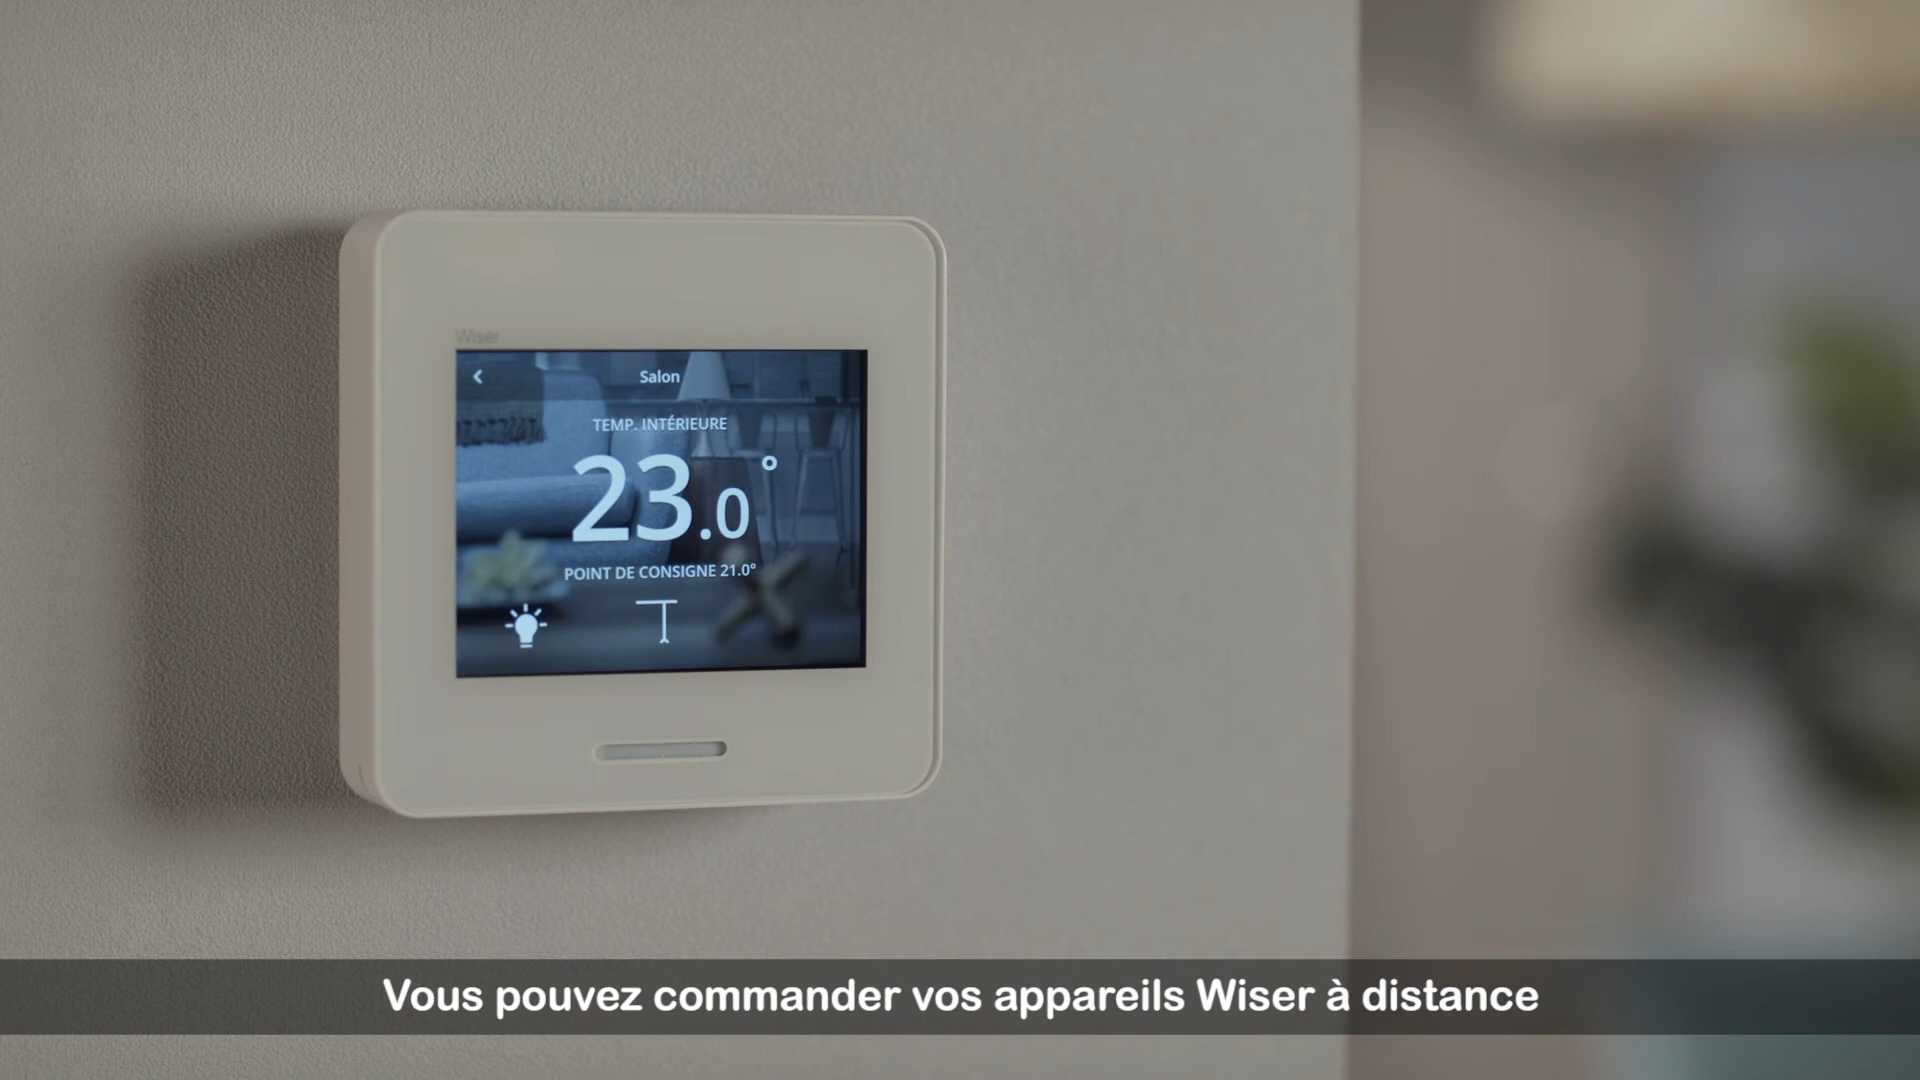 Wiser
Salon
TEMP. INTÉRIEURE
23.0°
POINT DE CONSIGNE 21.0°
Vous pouvez commander vos appareils Wiser à distance